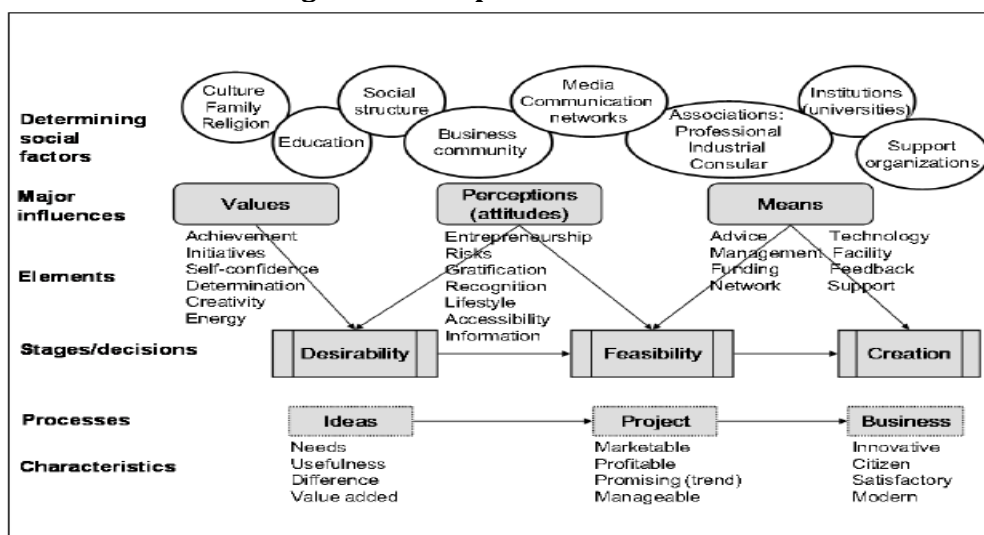 Culture
Family
Religion
Education
Social
structure
Business
community
Media
Communication
networks
Associations:
Professional
Industrial
Consular
Institutions
(universities)
Support
organizations
Determining
social
factors
Major
influences
Values
Perceptions
(attitudes)
Means
Elements
Achievement
Initiatives
Self-confidence
Determination
Creativity
Energy
Entrepreneurship
Risks
Gratification
Recognition
Lifestyle
Accessibility
Information
Advice
Management
Funding
Network
Technology
Facility
Feedback
Support
Stages/decisions
Desirability
Feasibility
Creation
Processes
Ideas
Project
Business
Characteristics
Needs
Usefulness
Difference
Value added
Marketable
Profitable
Promising (trend)
Manageable
Innovative
Citizen
Satisfactory
Modern